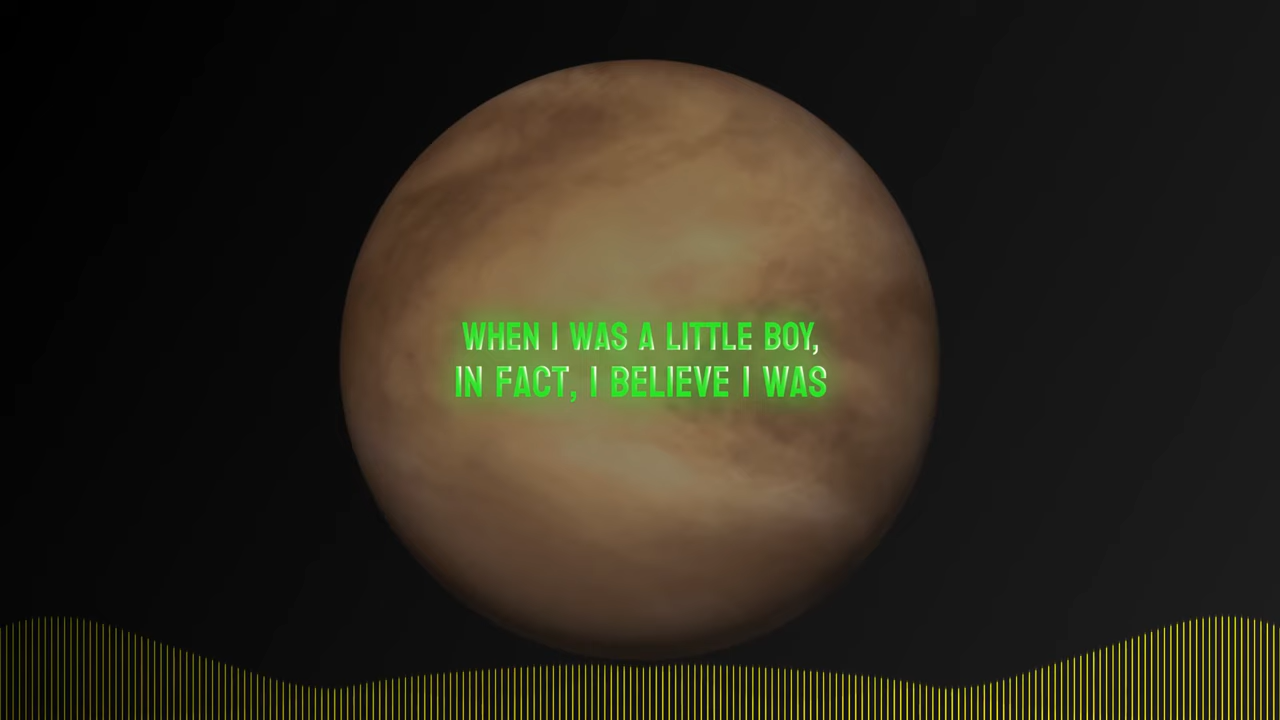 WHEN I WAS A LITTLE BOY,
IN FACT, I BELIEVE I WAS